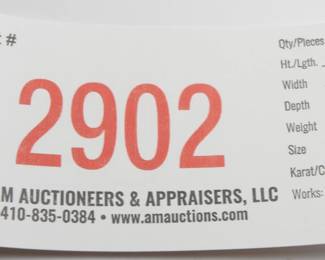 #
2902
M AUCTIONEERS & APPRAISERS, LLC
410-835-0384 • www.amauctions.com
Qty/Pieces
Ht./Lgth.
Width
Depth
Weight
Size
Karat/C
Works: